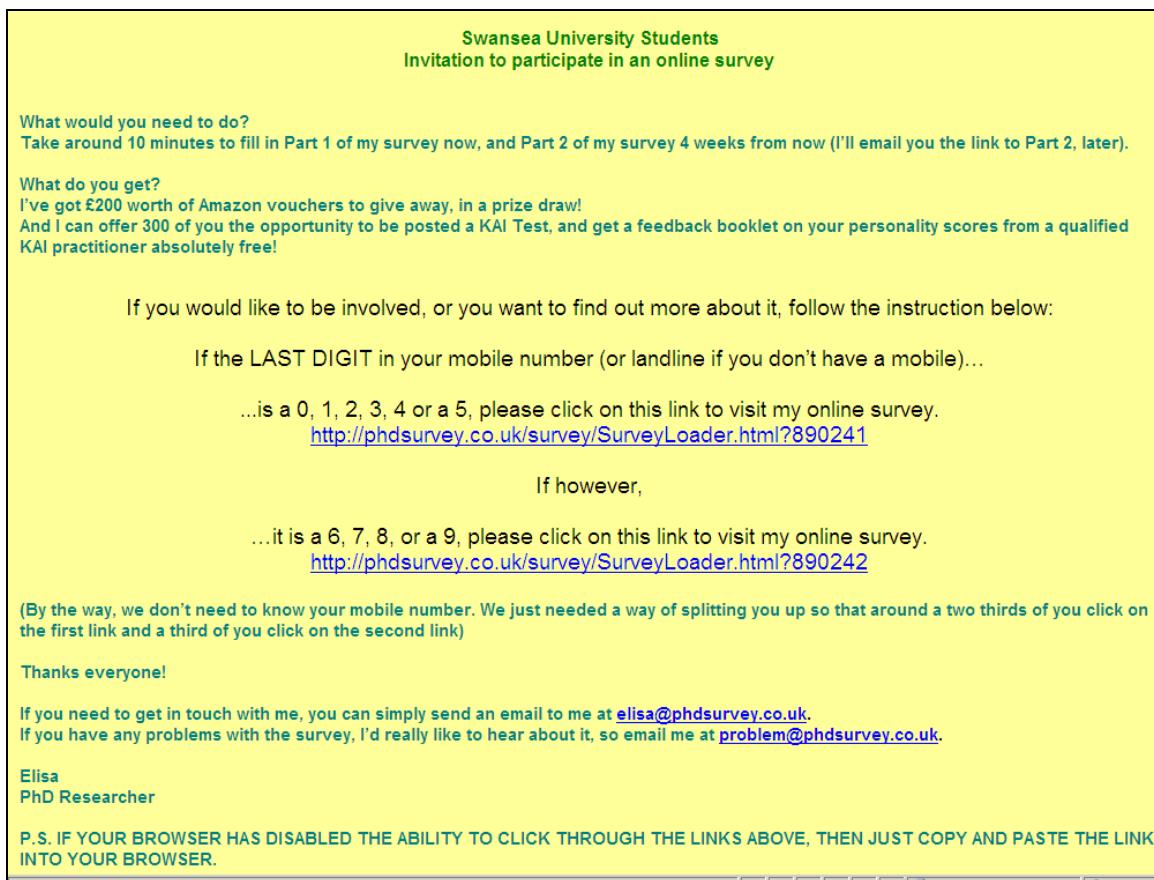 Swansea University Students
Invitation to participate in an online survey
What would you need to do?
Take around 10 minutes to fill in Part 1 of my survey now, and Part 2 of my survey 4 weeks from now (I'll email you the link to Part 2, later).
What do you get?
I've got £200 worth of Amazon vouchers to give away, in a prize draw!
And I can offer 300 of you the opportunity to be posted a KAI Test, and get a feedback booklet on your personality scores from a qualified
KAI practitioner absolutely free!
If you would like to be involved, or you want to find out more about it, follow the instruction below:
If the LAST DIGIT in your mobile number (or landline if you don't have a mobile)…
...is a 0, 1, 2, 3, 4 or a 5, please click on this link to visit my online survey.
http://phdsurvey.co.uk/survey/SurveyLoader.html?890241
If however,
…it is a 6, 7, 8, or a 9, please click on this link to visit my online survey.
http://phdsurvey.co.uk/survey/SurveyLoader.html?890242
(By the way, we don't need to know your mobile number. We just needed a way of splitting you up so that around a two thirds of you click on
the first link and a third of you click on the second link)
Thanks everyone!
If you need to get in touch with me, you can simply send an email to me at elisa@phdsurvey.co.uk.
If you have any problems with the survey, I'd really like to hear about it, so email me at problem@phdsurvey.co.uk.
Elisa
PhD Researcher
P.S. IF YOUR BROWSER HAS DISABLED THE ABILITY TO CLICK THROUGH THE LINKS ABOVE, THEN JUST COPY AND PASTE THE LINK
INTO YOUR BROWSER.